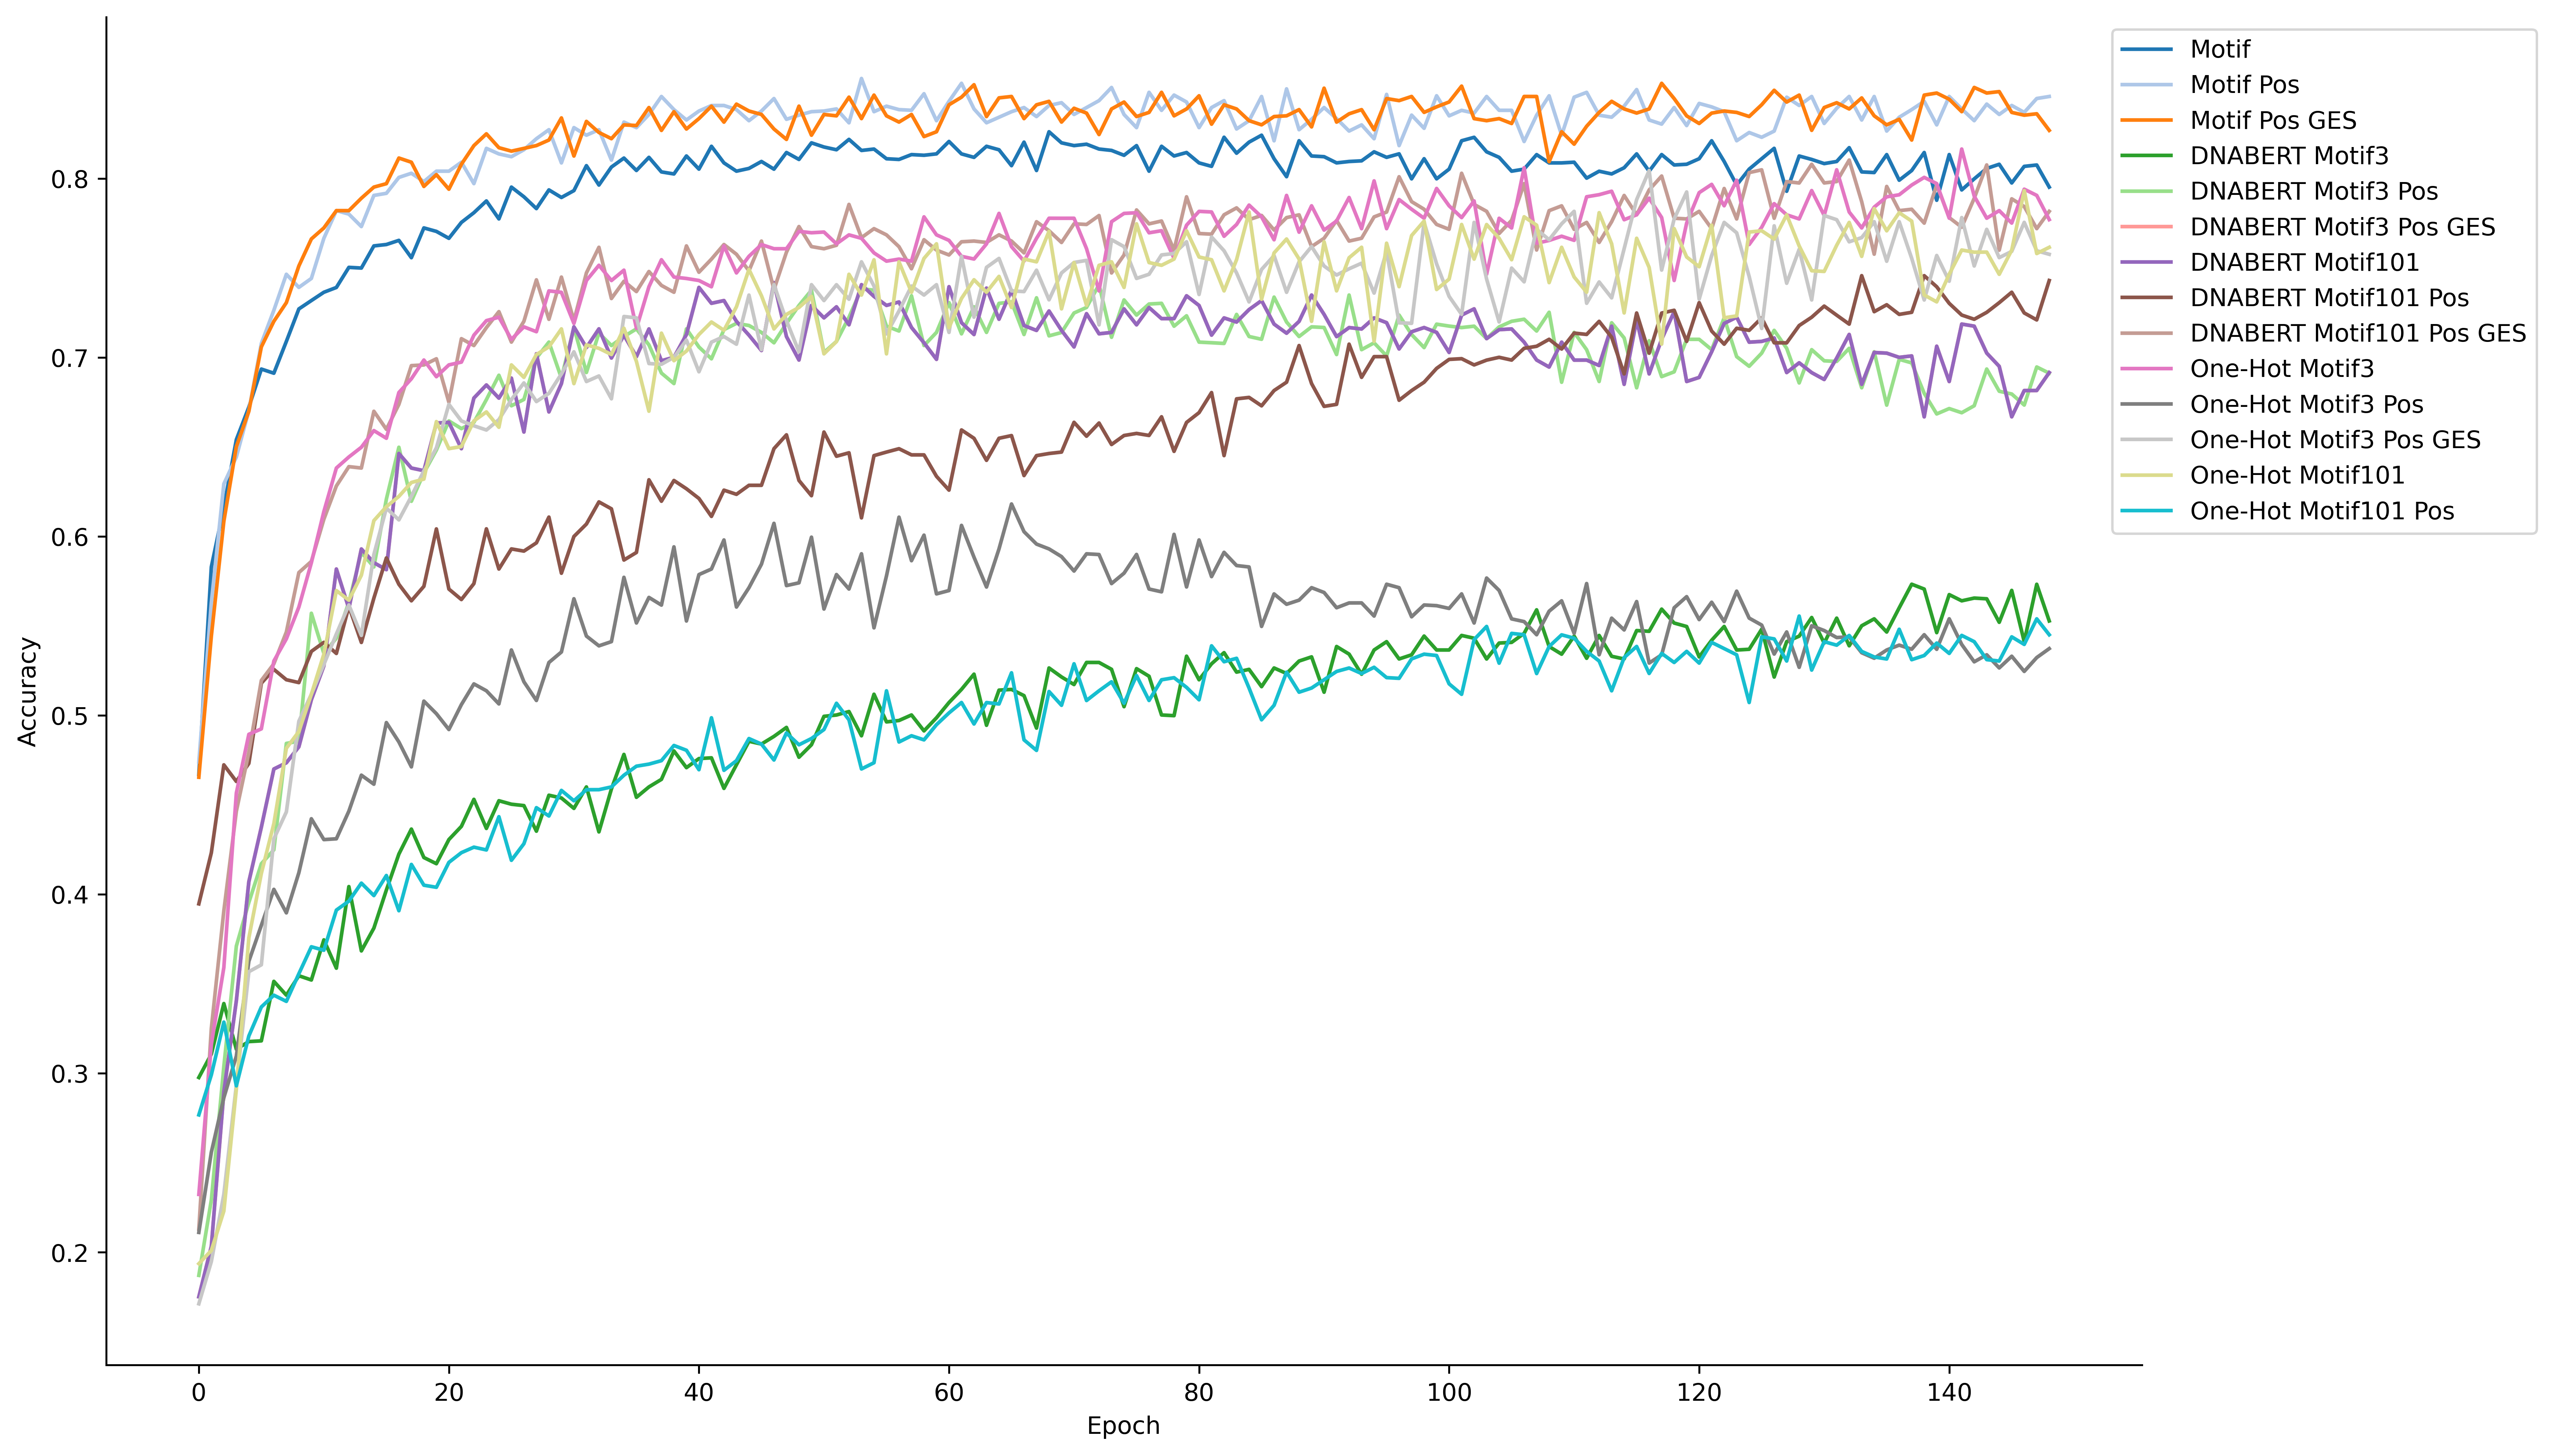 Motif
Motif Pos
Motif Pos GES
DNABERT Motif3
DNABERT Motif3 Pos
DNABERT Motif3 Pos GES
DNABERT Motif101
DNABERT Motif101 Pos
DNABERT Motif101 Pos GES
One-Hot Motif3
One-Hot Motif3 Pos
One-Hot Motif3 Pos GES
One-Hot Motif101
One-Hot Motif101 Pos
0.8
0.7
0.6
0.5
0.4
0.3
0.2
Accuracy
0 20 40 60 80 100 120 140
Epoch